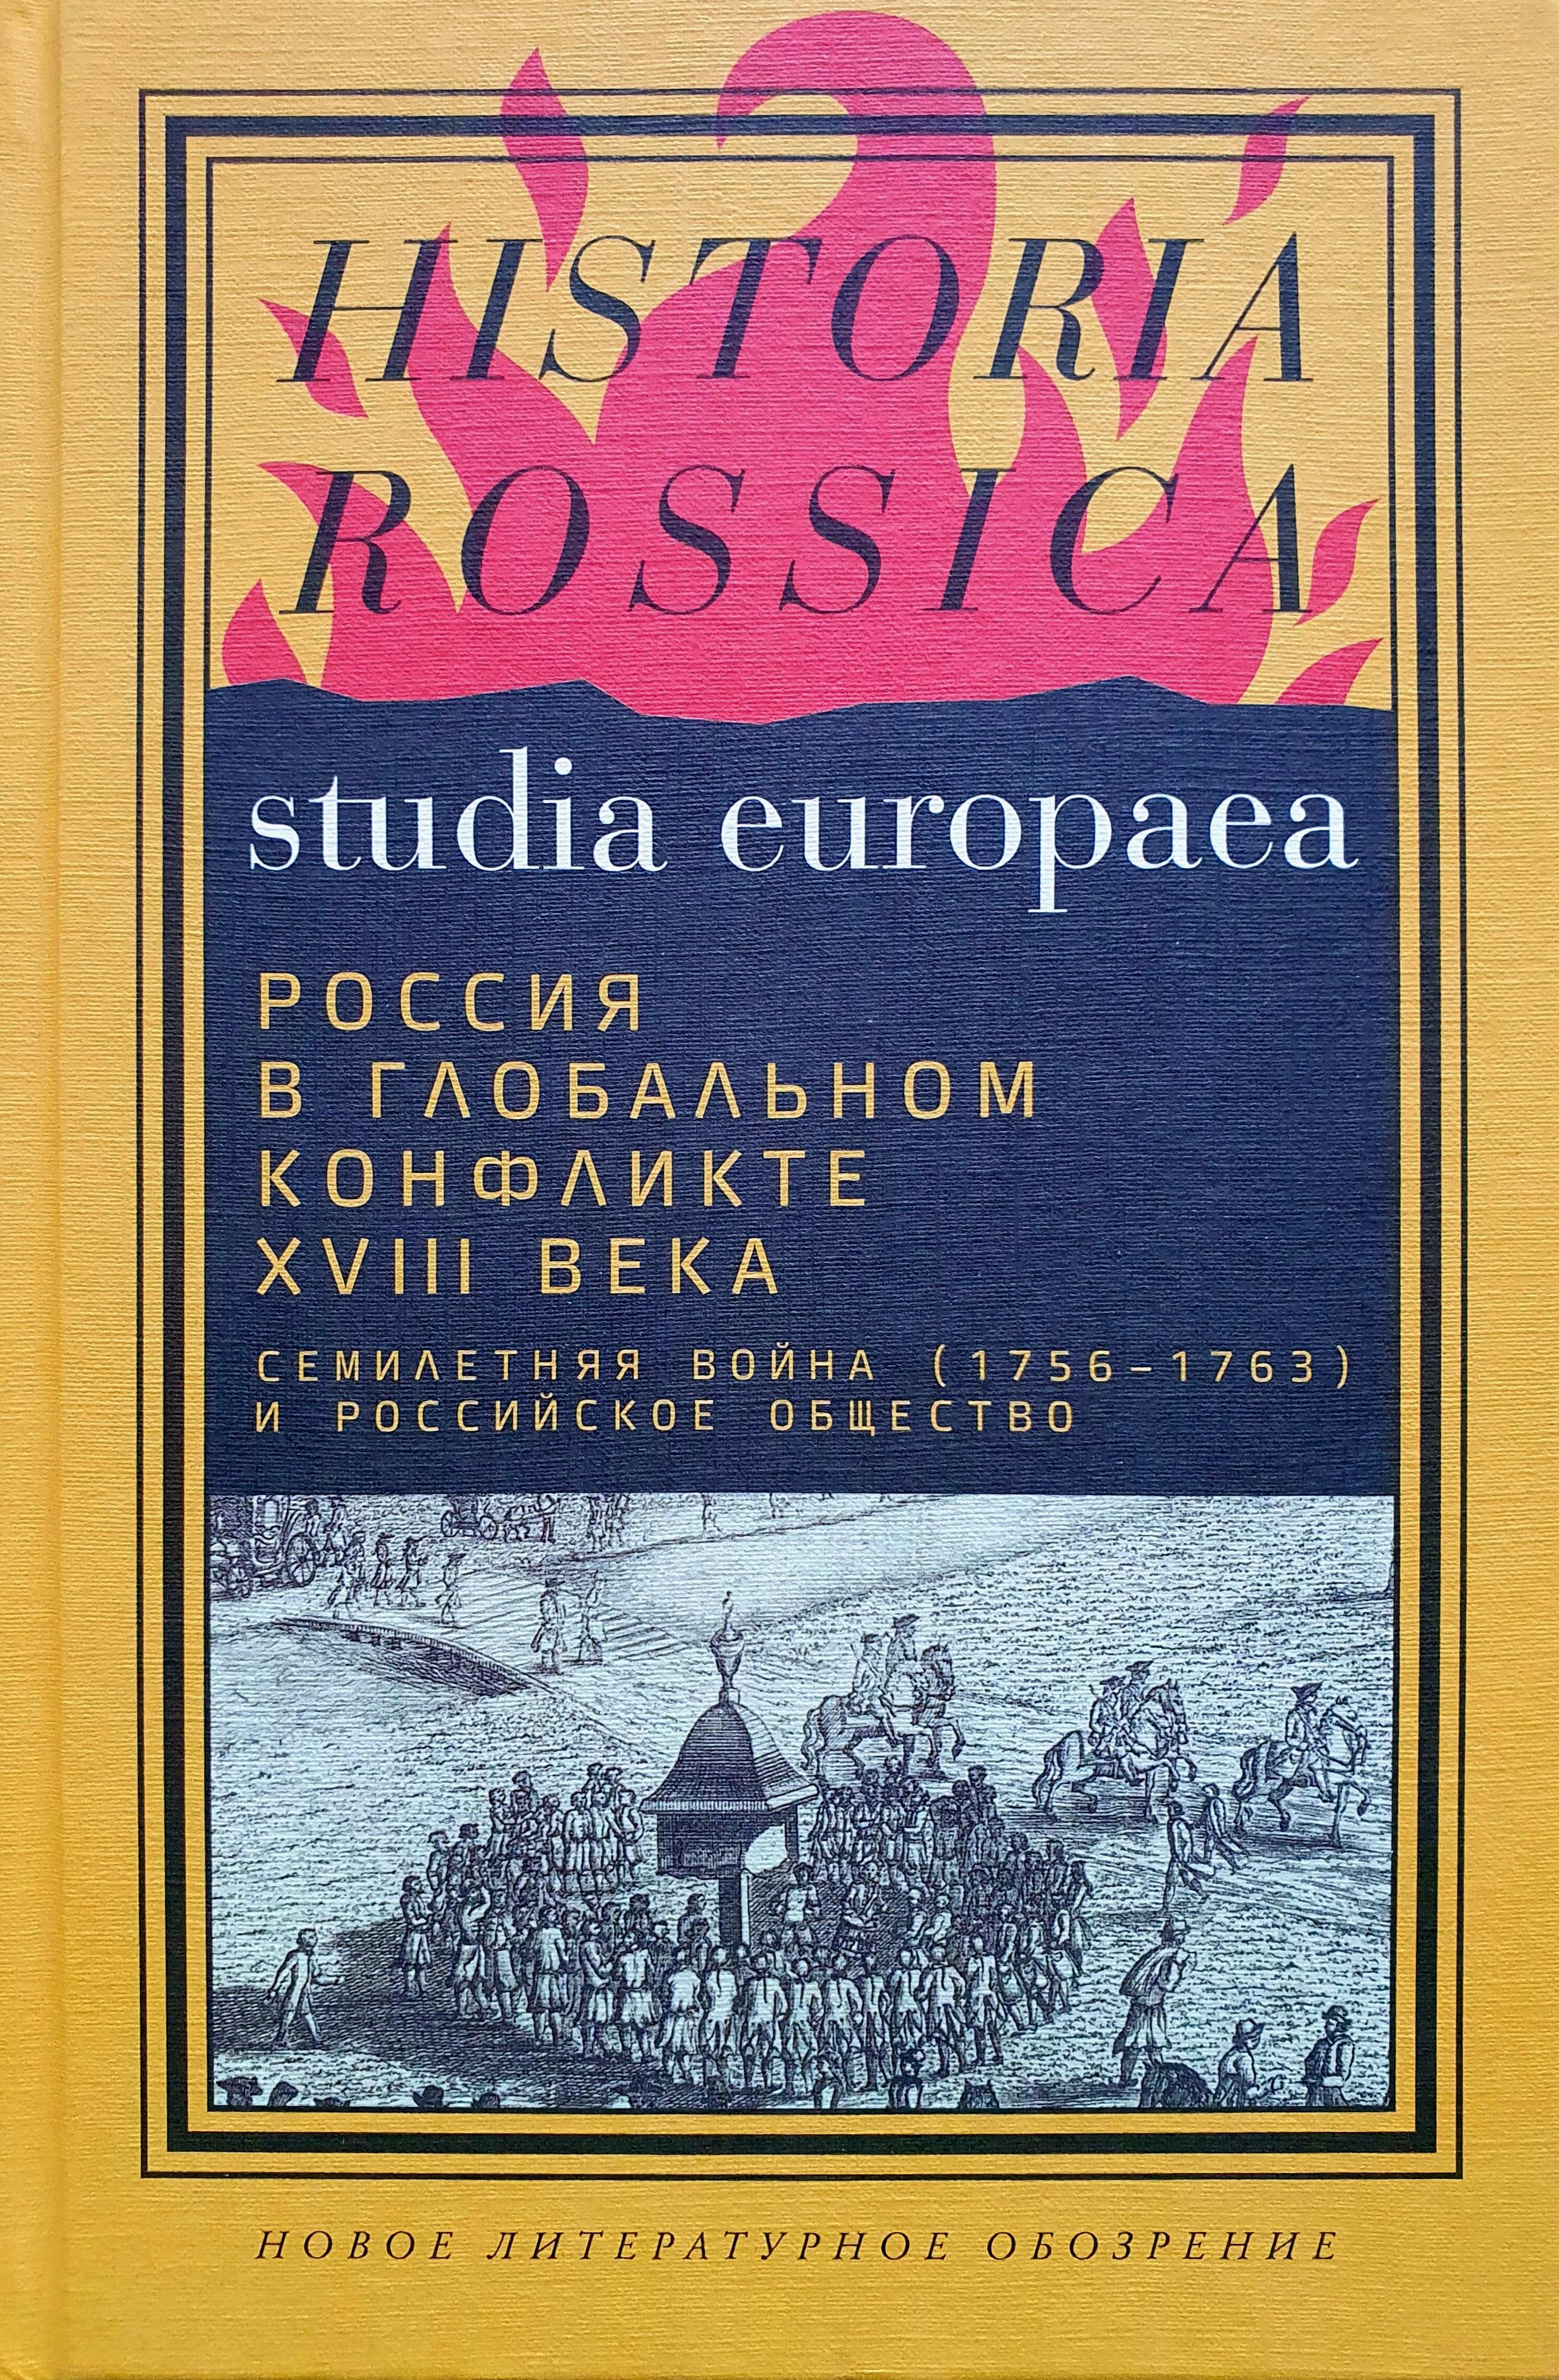 HISTORIA
ROSSICA
studia europaea
РОССИЯ
В ГЛОБАЛЬНОМ
КОНФЛИКТЕ
XVIII ВЕКА
СЕМИЛЕТНЯЯ ВОЙНА (1756–1763)
И РОССИЙСКОЕ ОБЩЕСТВО
НОВОЕ ЛИТЕРАТУРНОЕ ОБОЗРЕНИЕ